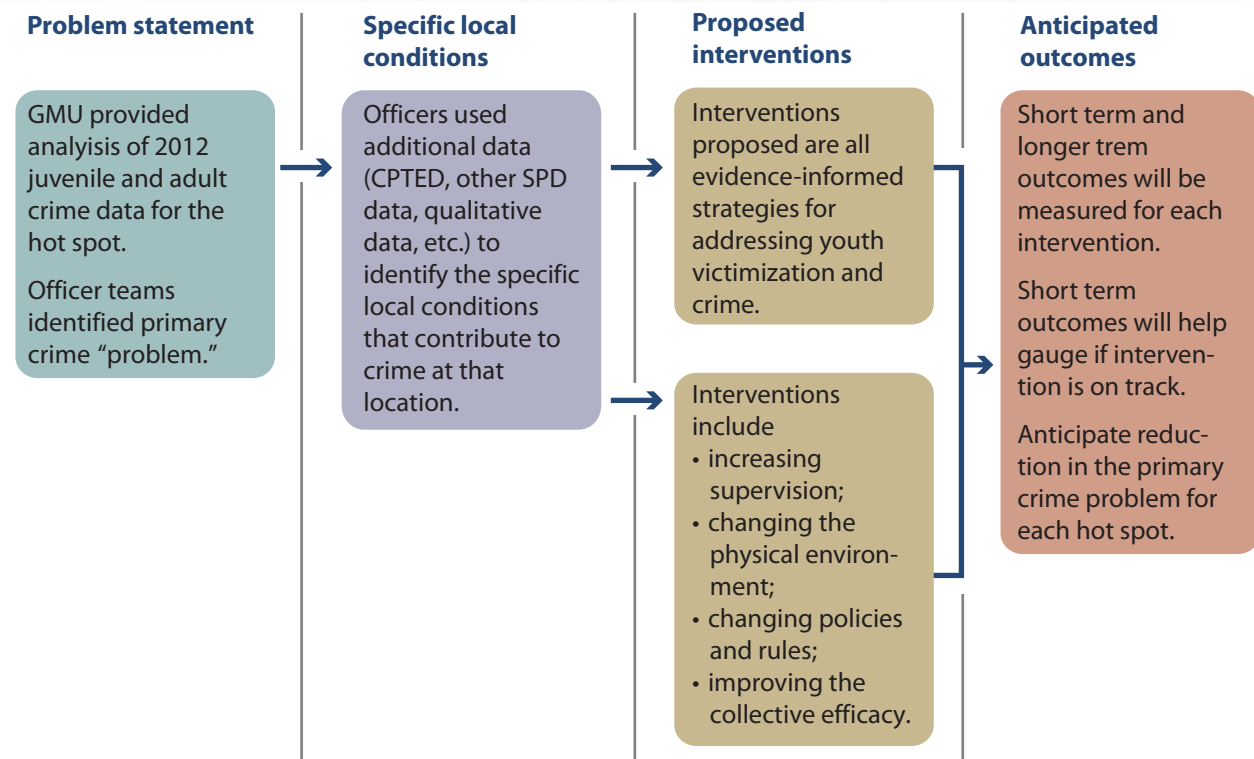 Problem statement
GMU provided
analyisis of 2012
juvenile and adult
crime data for the
hot spot.
Officer teams
identified primary
crime “problem.”
Specific local
conditions
Officers used
additional data
(CPTED, other SPD
data, qualitative
data, etc.) to
identify the specific
local conditions
that contribute to
crime at that
location.
Proposed
interventions
Interventions
proposed are all
evidence-informed
strategies for
addressing youth
victimization and
crime.
Interventions
include
• increasing
supervision;
• changing the
physical environ-
ment;
• changing policies
and rules;
• improving the
collective efficacy.
Anticipated
outcomes
Short term and
longer trem
outcomes will be
measured for each
intervention.
Short term
outcomes will help
gauge if interven-
tion is on track.
Anticipate reduc-
tion in the primary
crime problem for
each hot spot.